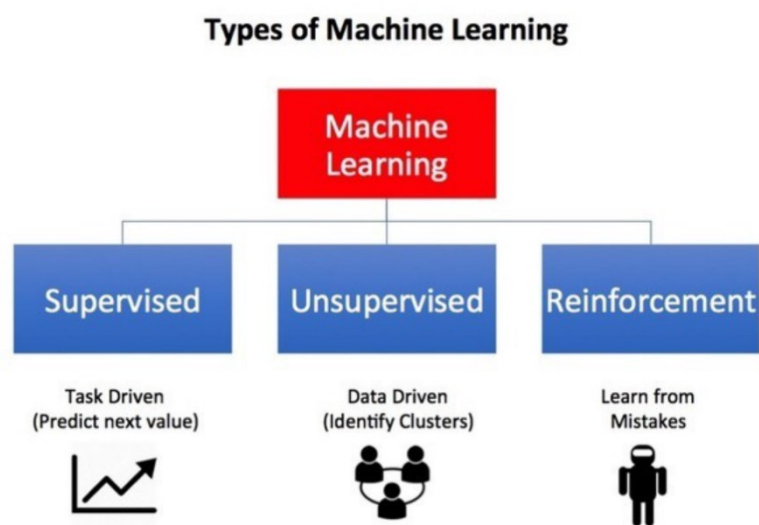 Types of Machine Learning
Machine
Learning
Supervised
Unsupervised
Reinforcement
Task Driven
(Predict next value)
Data Driven
(Identify Clusters)
Learn from
Mistakes